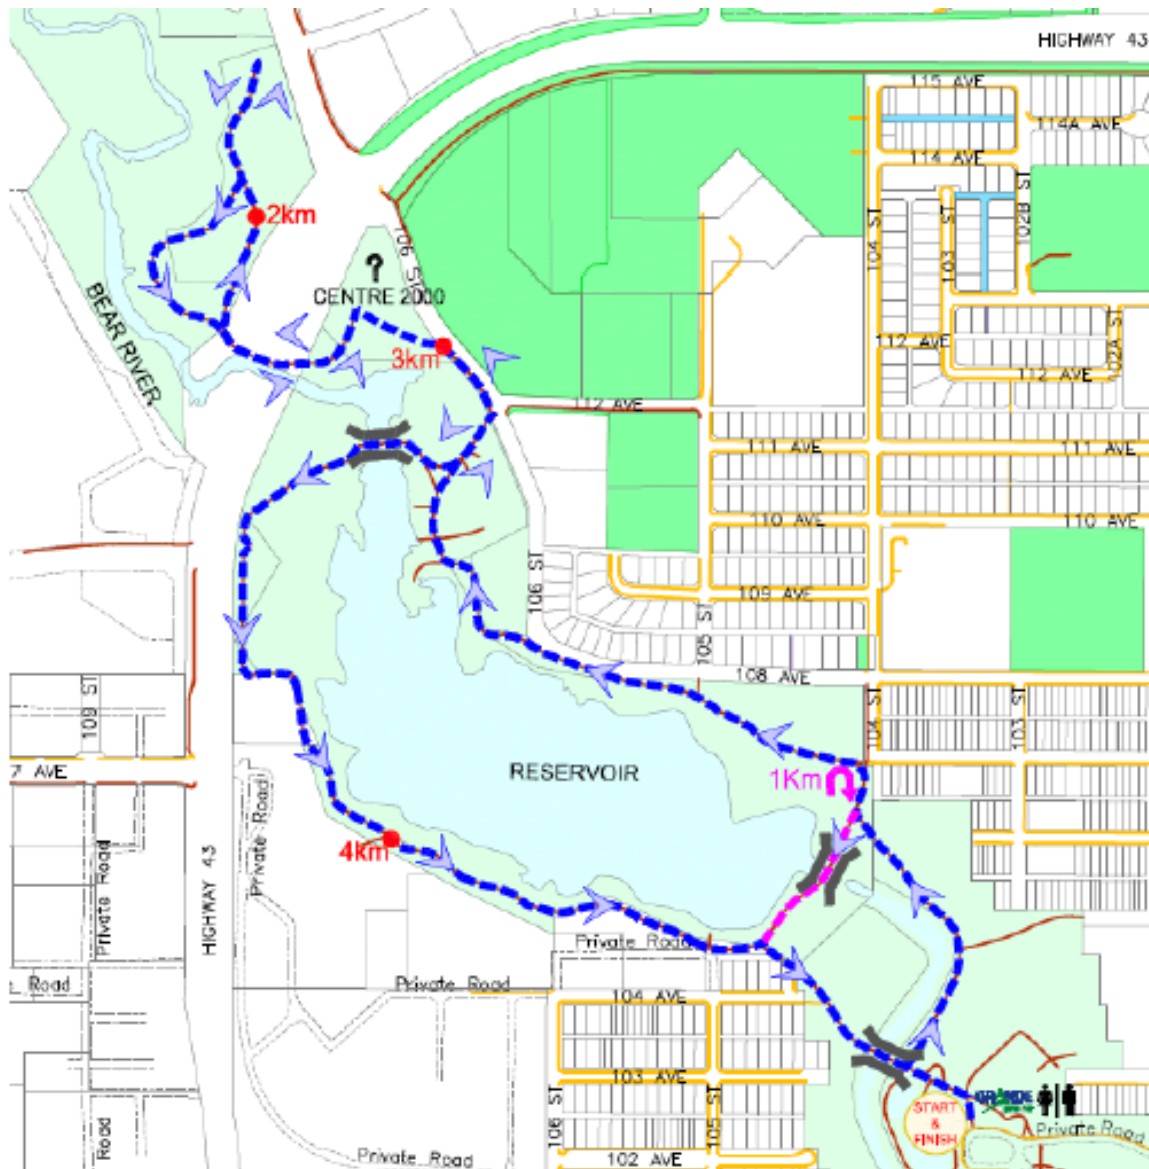 HIGHWAY 43
115 AVE
114A AVE
114 AVE
102B ST
104 ST
103 ST
2km
106 ST
CENTRE 2000
BEAR RIVER
3km
112 AVE
102A ST
112 AVE
112 AVE
111 AVE
111 AVE
110 AVE
110 AVE
106 ST
109 AVE
105 ST
108 AVE
109 ST
104 ST
103 ST
7 AVE
RESERVOIR
1Km
Private Road
4km
HIGHWAY 43
Private Road
Private Road
Road
Private Road
104 AVE
103 AVE
106 ST
105 ST
START
&
FINISH
GRANDE
Private Road
Road
Private Road
102 AVE